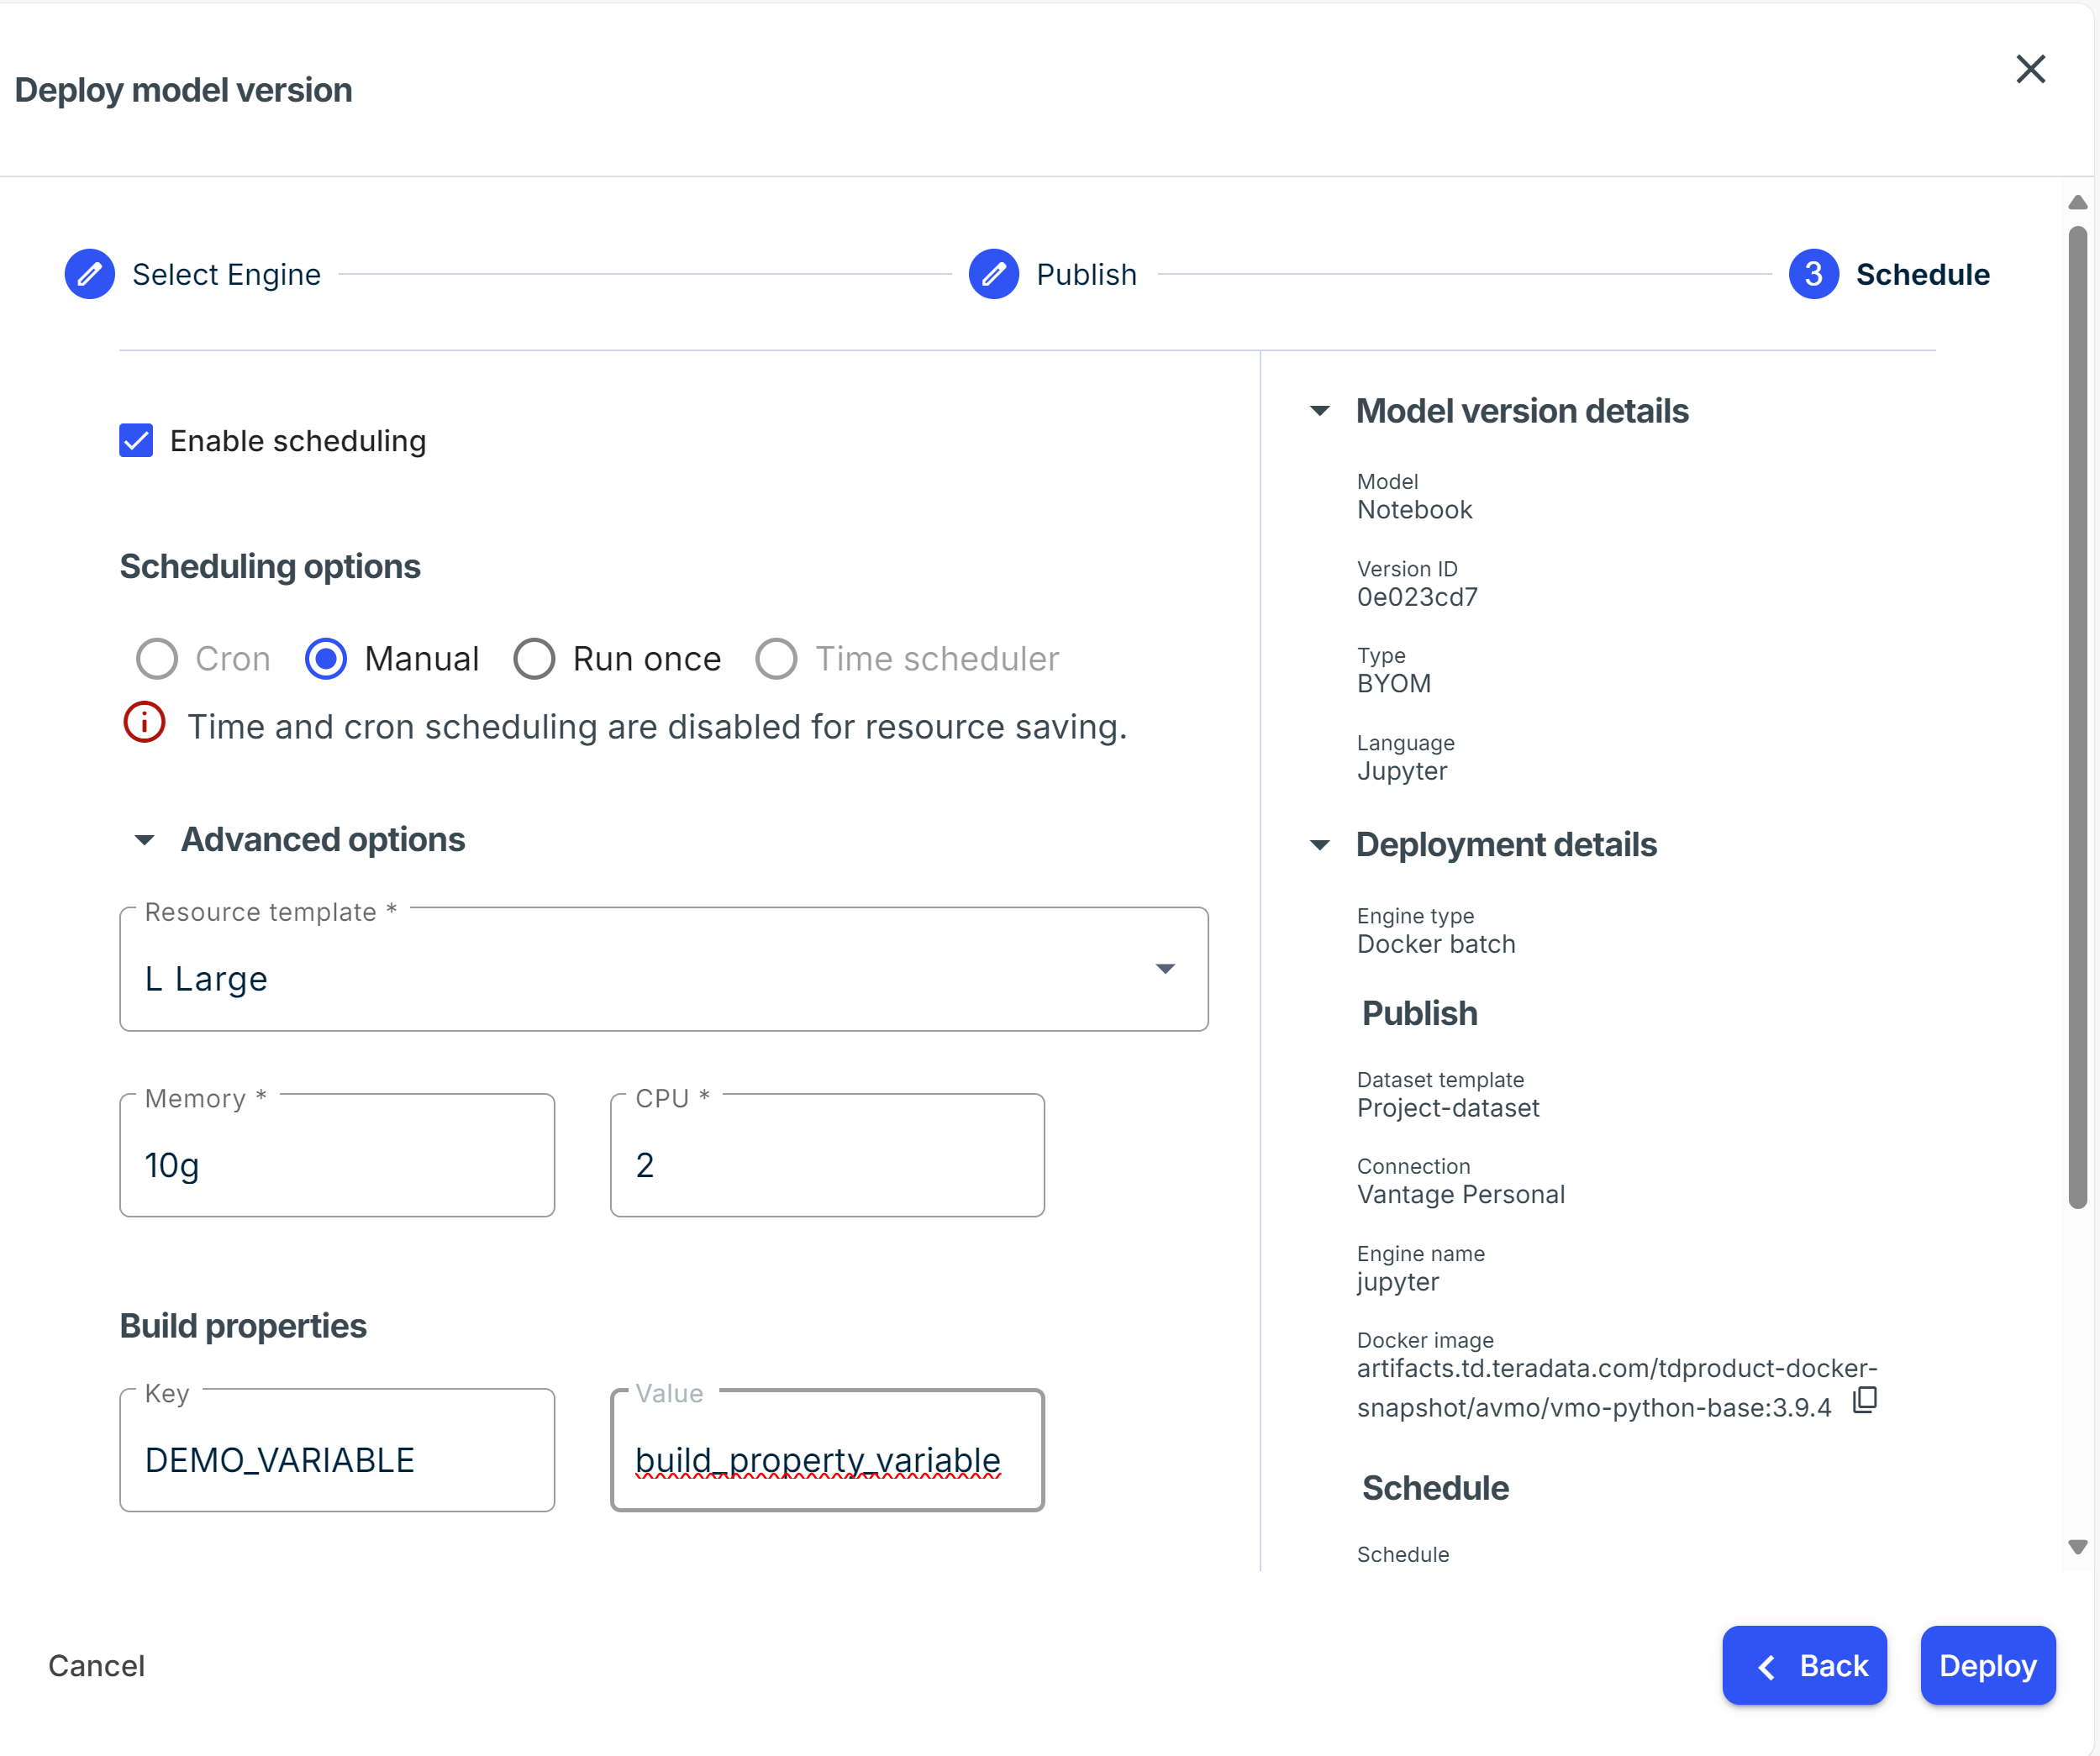 Deploy model version
Select Engine
Publish
3 Schedule
Enable scheduling
Scheduling options
Cron Manual Run once Time scheduler
Time and cron scheduling are disabled for resource saving.
Advanced options
Resource template *
L Large
Memory *
10g
CPU *
2
Build properties
Key
DEMO_VARIABLE
Value
build_property_variable
Model version details
Model
Notebook
Version ID
0e023cd7
Type
BYOM
Language
Jupyter
Deployment details
Engine type
Docker batch
Publish
Dataset template
Project-dataset
Connection
Vantage Personal
Engine name
jupyter
Docker image
artifacts.td.teradata.com/tdproduct-docker-
snapshot/avmo/vmo-python-base:3.9.4
Schedule
Schedule
Cancel
Back
Deploy